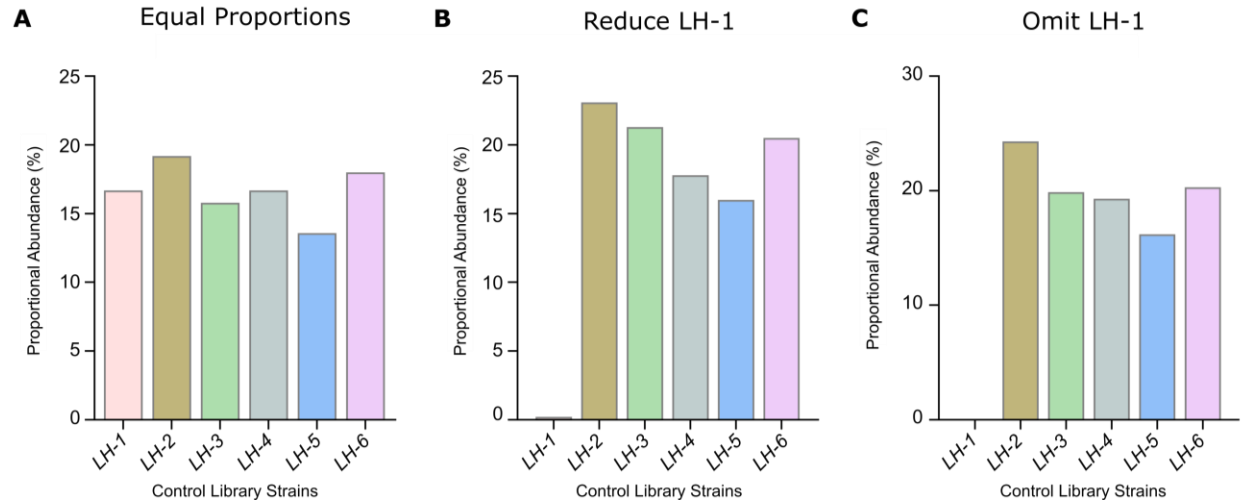 A
Equal Proportions
Proportional Abundance (%)
25
20
15
10
5
0
LH-1
LH-2
LH-3
LH-4
LH-5
LH-6
Control Library Strains
B
Reduce LH-1
Proportional Abundance (%)
25
20
15
10
5
0
LH-1
LH-2
LH-3
LH-4
LH-5
LH-6
Control Library Strains
C
Omit LH-1
Proportional Abundance (%)
30
20
10
0
LH-1
LH-2
LH-3
LH-4
LH-5
LH-6
Control Library Strains